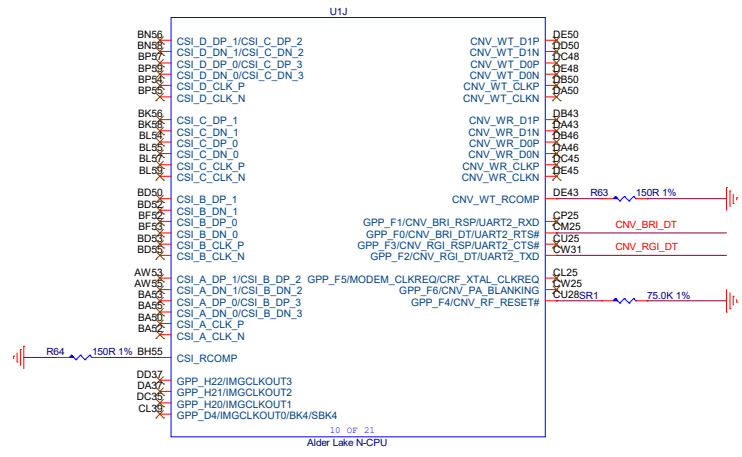 U1J
BN56 CSI_D_DP_1/CSI_C_DP_2 CNV_WT_D1P DE50
BN58 CSI_D_DN_1/CSI_C_DN_2 CNV_WT_D1N DD50
BP57 CSI_D_DP_0/CSI_C_DP_3 CNV_WT_D0P DC48
BP59 CSI_D_DN_0/CSI_C_DN_3 CNV_WT_D0N DE48
BP54 CSI_D_CLK_P CNV_WT_CLKP DB50
BP55 CSI_D_CLK_N CNV_WT_CLKN DA50
BK56 CSI_C_DP_1 CNV_WR_D1P DB43
BK58 CSI_C_DN_1 CNV_WR_D1N DA43
BL54 CSI_C_DP_0 CNV_WR_D0P DB46
BL55 CSI_C_DN_0 CNV_WR_D0N DA46
BL57 CSI_C_CLK_P CNV_WR_CLKP DC45
BL59 CSI_C_CLK_N CNV_WR_CLKN DE45
BD50 CSI_B_DP_1 CNV_WT_RCOMP DE43 R63 150R 1%
BD52 CSI_B_DN_1
BF52 CSI_B_DP_0 GPP_F1/CNV_BRI_RSP/UART2_RXD CP25
BF53 CSI_B_DN_0 GPP_F0/CNV_BRI_DT/UART2_RTS# CM25 CNV_BRI_DT
BD53 CSI_B_CLK_P GPP_F3/CNV_RGI_RSP/UART2_CTS# CU25
BD55 CSI_B_CLK_N GPP_F2/CNV_RGI_DT/UART2_TXD CW31 CNV_RGI_DT
AW53 CSI_A_DP_1/CSI_B_DP_2 GPP_F5/MODEM_CLKREQ/CRF_XTAL_CLKREQ CL25
AW55 CSI_A_DN_1/CSI_B_DN_2 GPP_F6/CNV_PA_BLANKING CW25
BA53 CSI_A_DP_0/CSI_B_DP_3 GPP_F4/CNV_RF_RESET# CU28 SR1 75.0K 1%
BA55 CSI_A_DN_0/CSI_B_DN_3
BA50 CSI_A_CLK_P
BA52 CSI_A_CLK_N
R64 150R 1% BH55 CSI_RCOMP
DD37 GPP_H22/IMGCLKOUT3
DA37 GPP_H21/IMGCLKOUT2
DC35 GPP_H20/IMGCLKOUT1
CL39 GPP_D4/IMGCLKOUT0/BK4/SBK4
10 OF 21
Alder Lake N-CPU